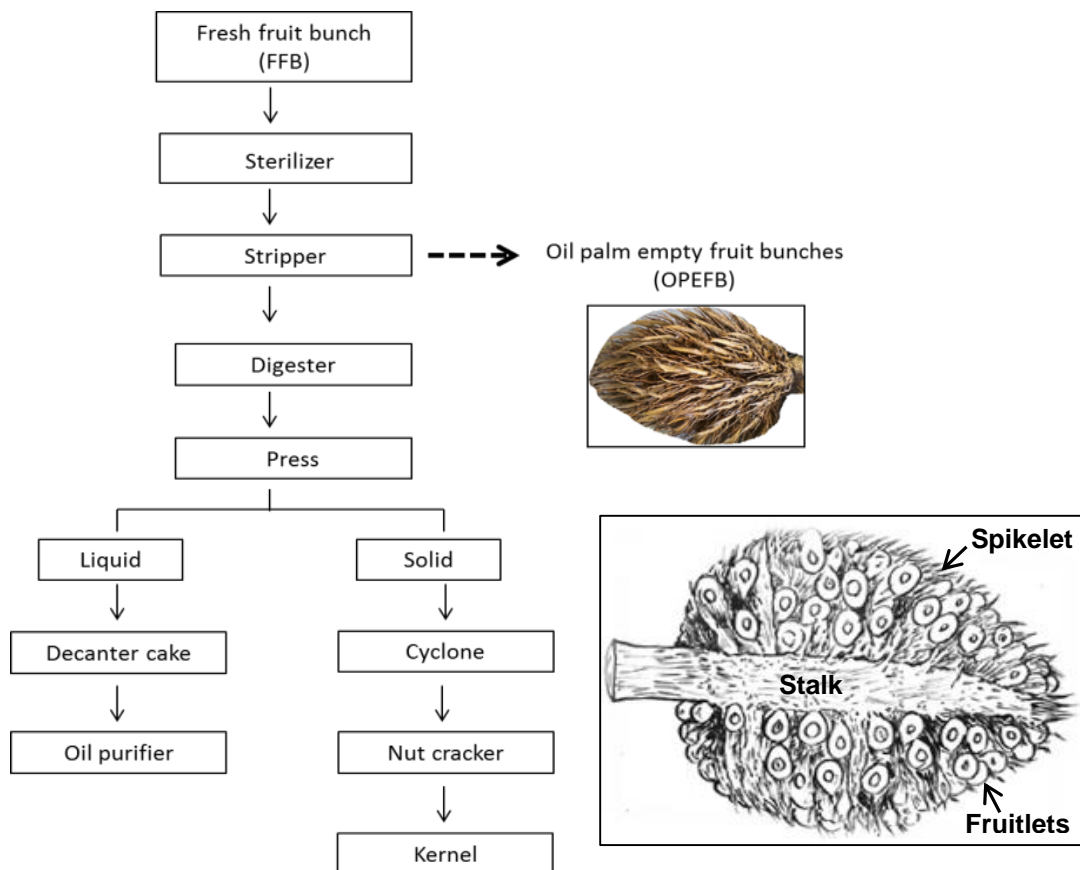 Fresh fruit bunch
(FFB)
Sterilizer
Stripper
Oil palm empty fruit bunches
(OPEFB)
Digester
Press
Liquid
Solid
Decanter cake
Cyclone
Oil purifier
Nut cracker
Kernel
Spikelet
Stalk
Fruitlets